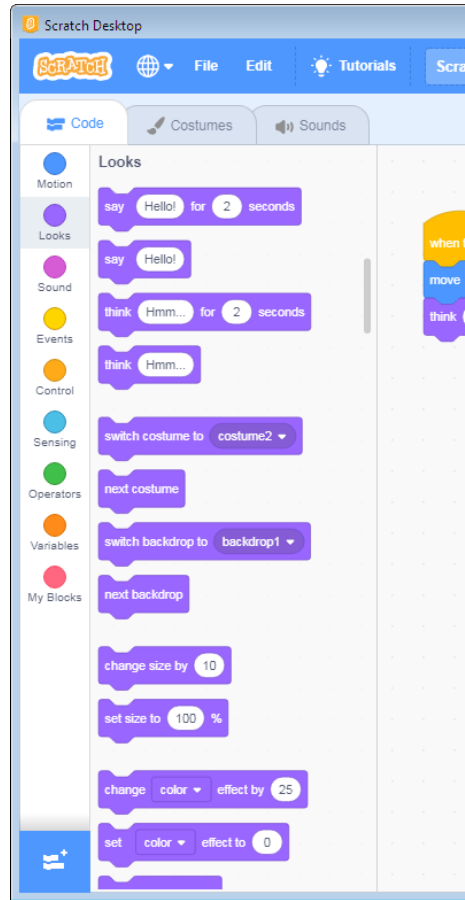 Scratch Desktop
SCRATCH File Edit Tutorials Scra
Code Costumes Sounds
Motion
Looks
Sound
Events
Control
Sensing
Operators
Variables
My Blocks
Looks
say Hello! for 2 seconds
say Hello!
think Hmm... for 2 seconds
think Hmm...
switch costume to costume2
next costume
switch backdrop to backdrop1
next backdrop
change size by 10
set size to 100 %
change color effect by 25
set color effect to 0
when
move
think